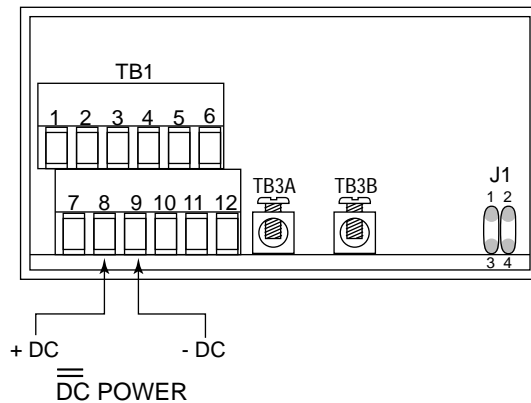 TB1
1 2 3 4 5 6
7 8 9 10 11 12
TB3A TB3B
J1
1 2
3 4
+ DC - DC
DC POWER